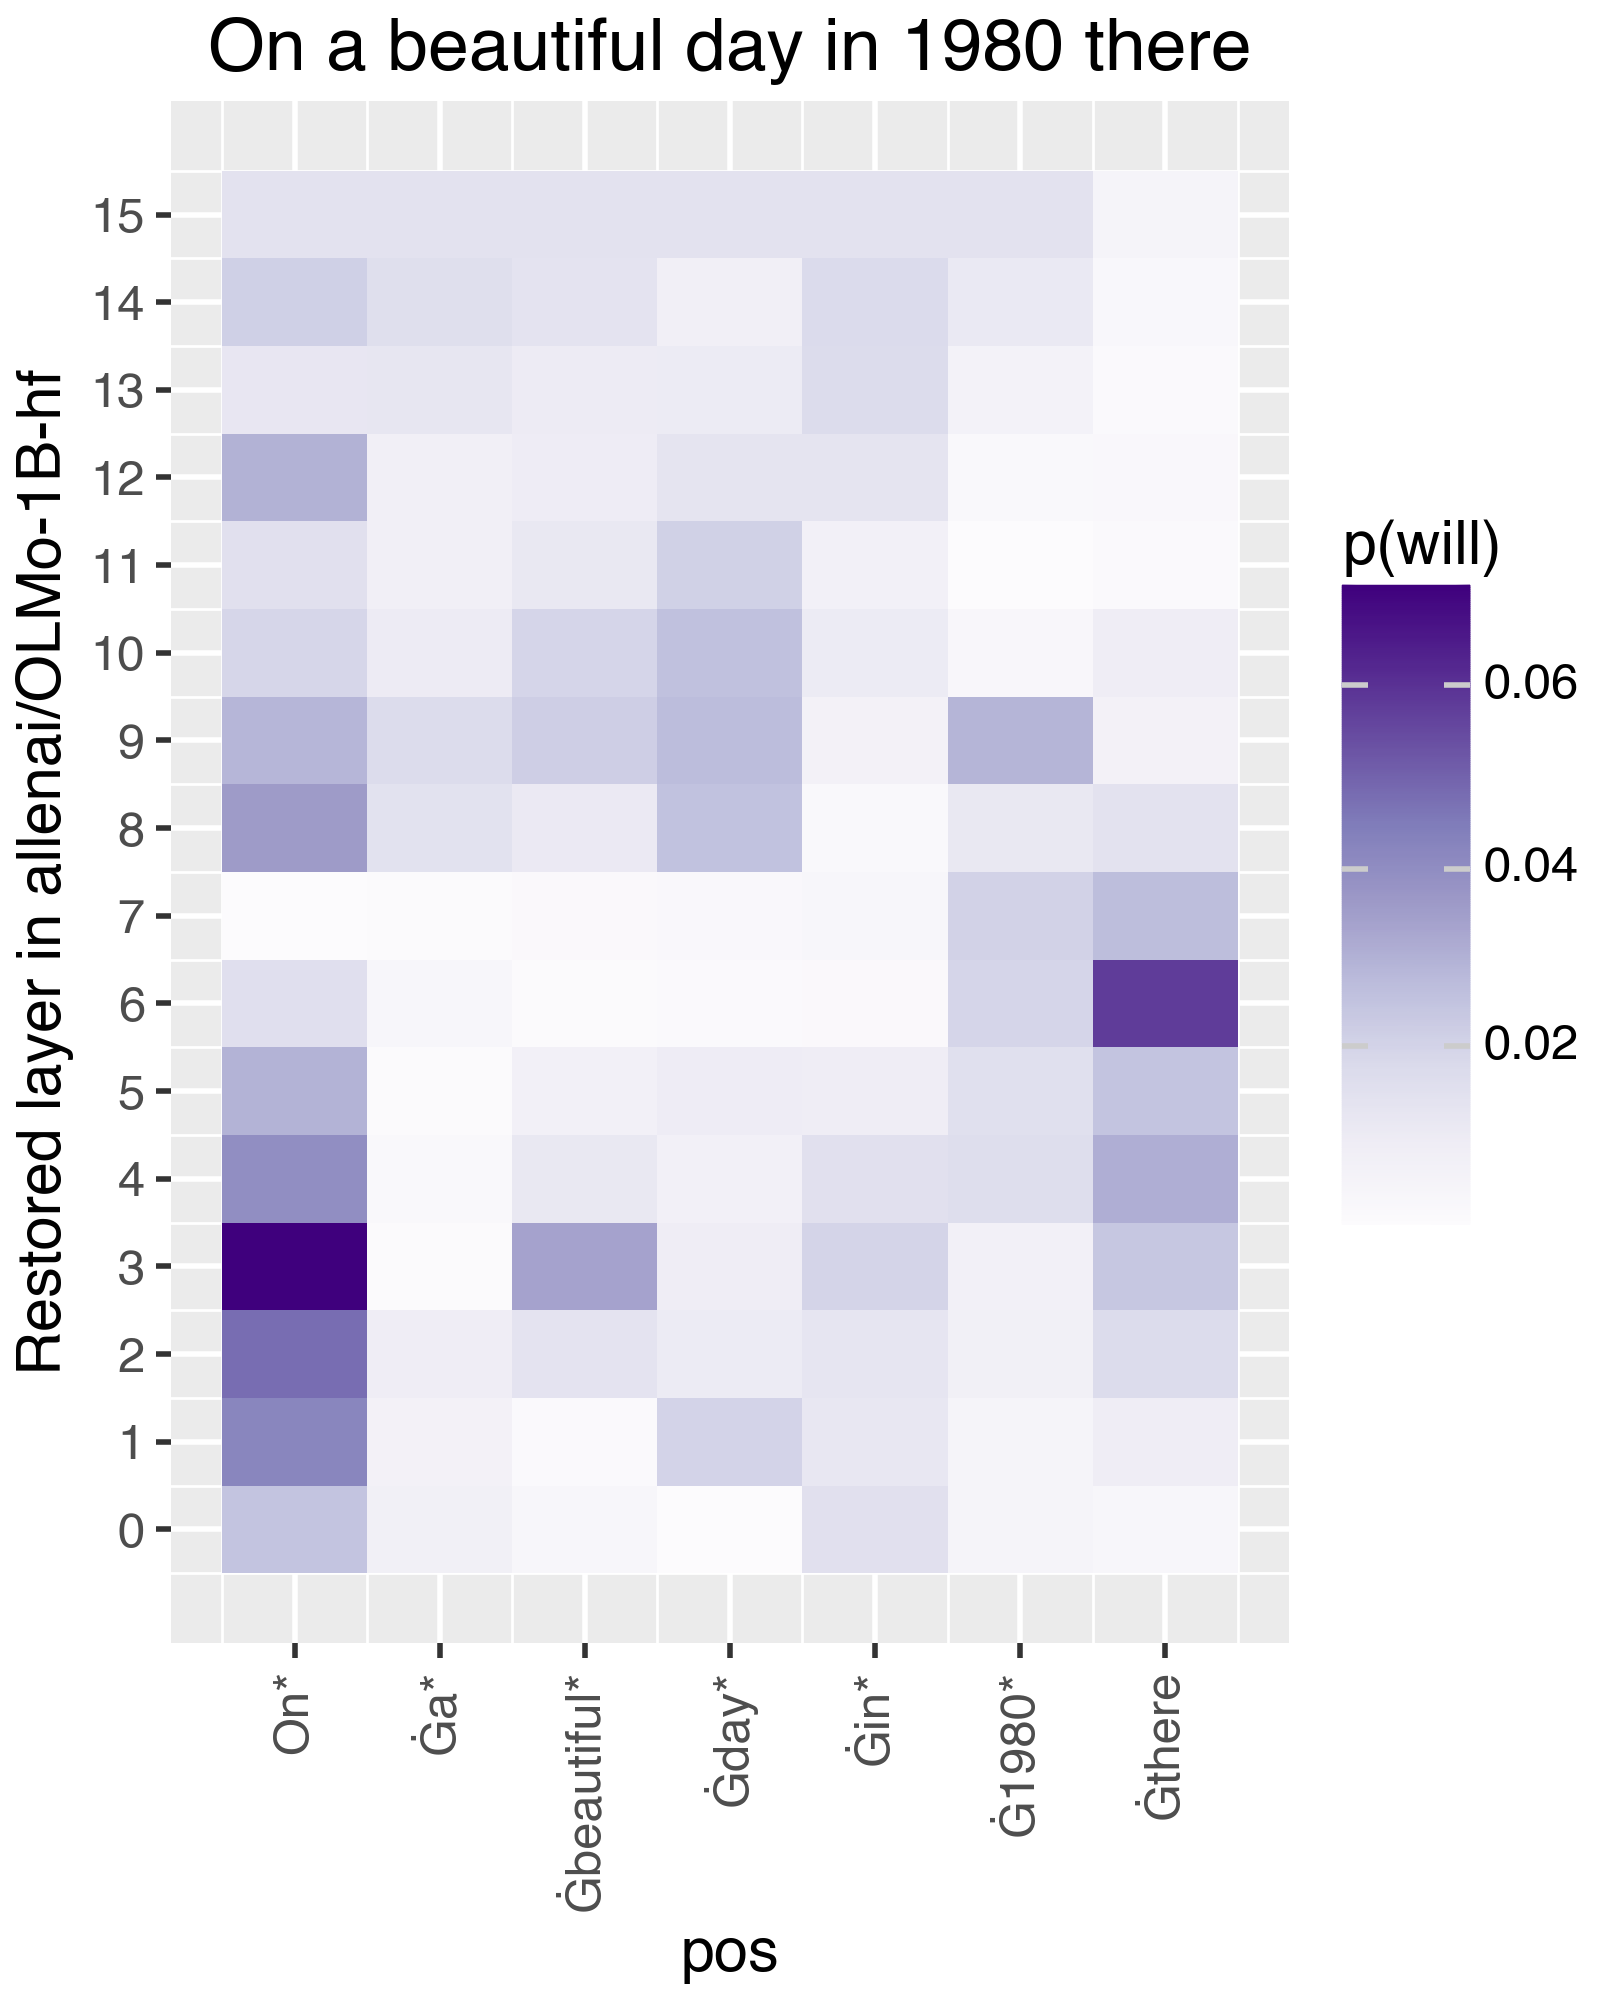 On a beautiful day in 1980 there
Restored layer in allenai/OLMo-1B-hf
15
14
13
12
11
10
9
8
7
6
5
4
3
2
1
0
On*
Ġa*
Ġbeautiful*
Ġday*
Ġin*
Ġ1980*
Ġthere
pos
p(will)
0.06
0.04
0.02